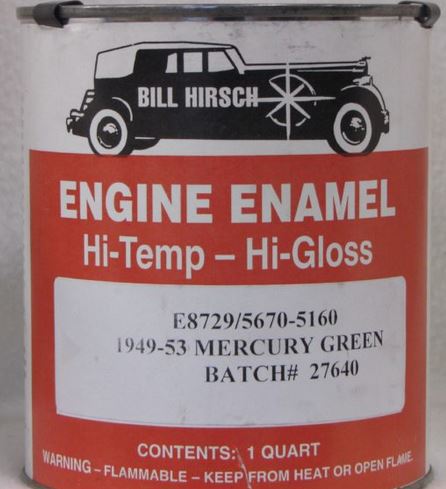 BILL HIRSCH
ENGINE ENAMEL
Hi-Temp – Hi-Gloss
E8729/5670-5160
1949-53 MERCURY GREEN
BATCH# 27640
CONTENTS: 1 QUART
WARNING – FLAMMABLE – KEEP FROM HEAT OR OPEN FLAME.